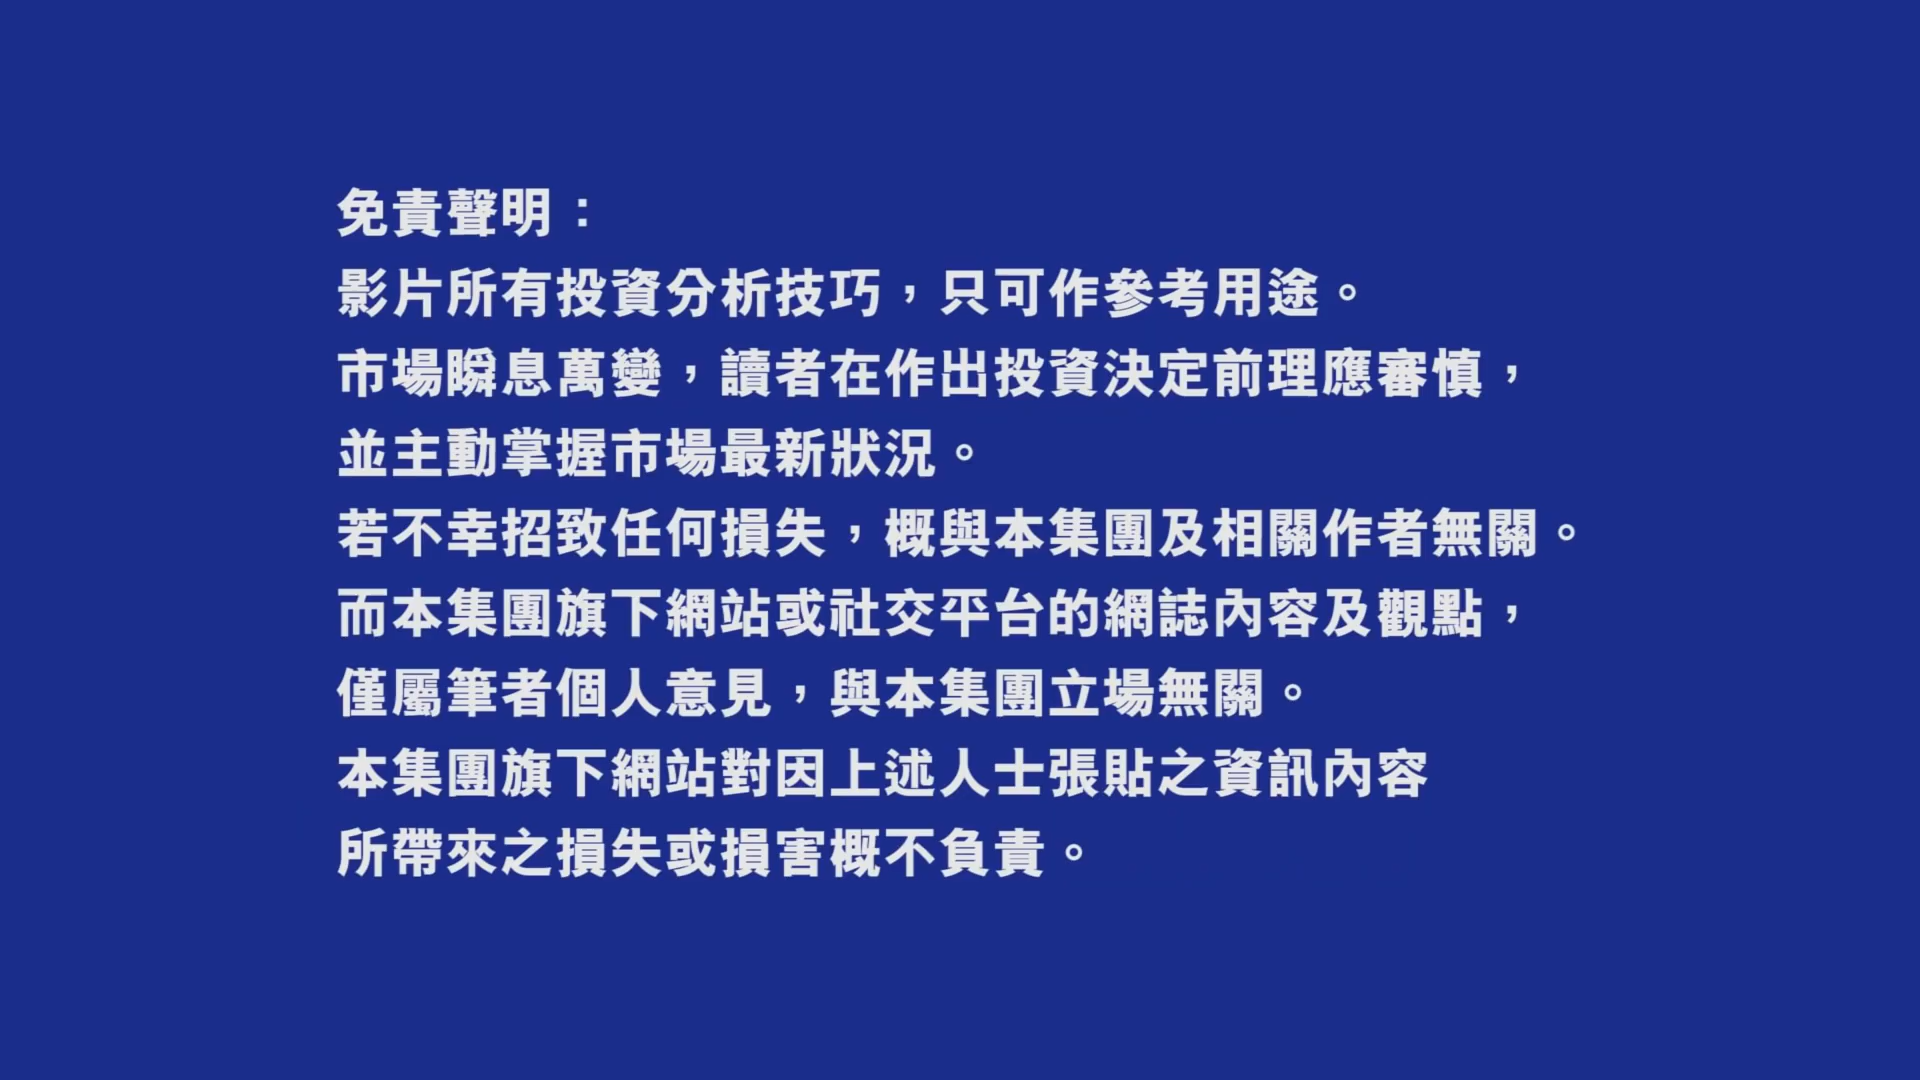 免責聲明：
影片所有投資分析技巧，只可作參考用途。
市場瞬息萬變，讀者在作出投資決定前理應審慎，
並主動掌握市場最新狀況。
若不幸招致任何損失，概與本集團及相關作者無關。
而本集團旗下網站或社交平台的網誌內容及觀點，
僅屬筆者個人意見，與本集團立場無關。
本集團旗下網站對因上述人士張貼之資訊內容
所帶來之損失或損害概不負責。